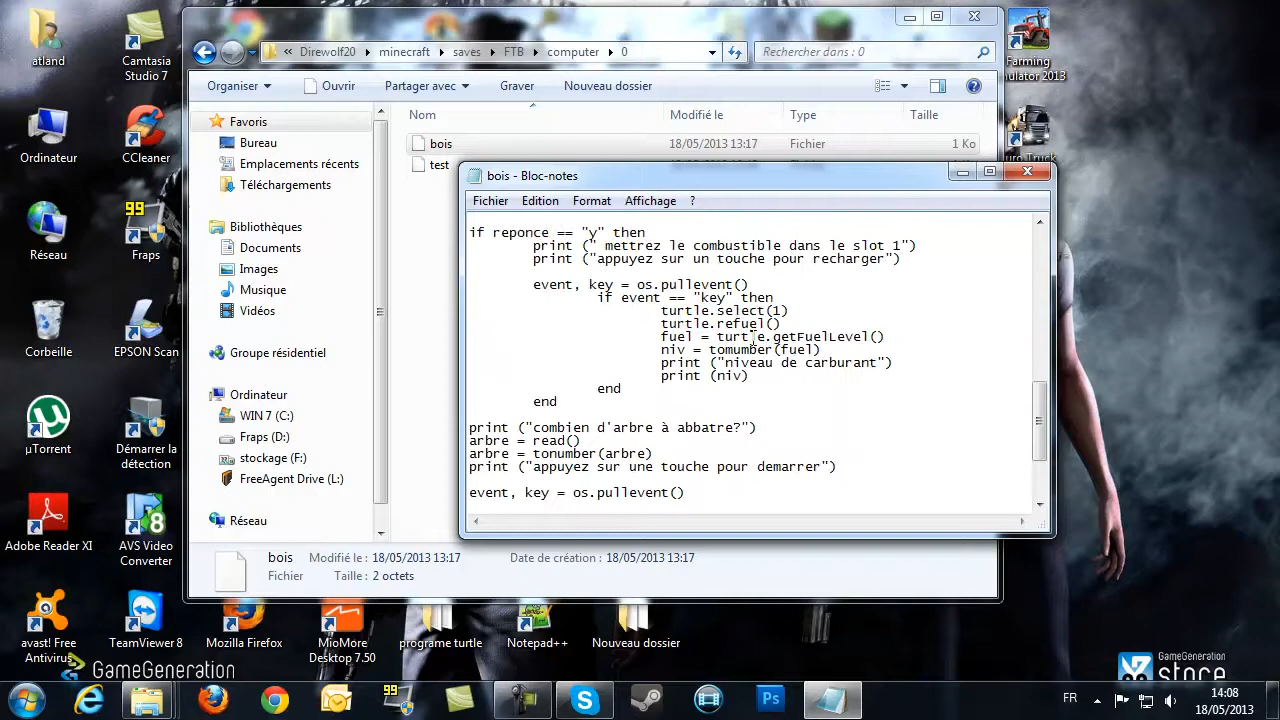 atland
Camtasia Studio 7
Ordinateur
CCleaner
Réseau
99
Fraps
Corbeille
EPSON Scan
µTorrent
Démarrer la détection
Adobe Reader XI
AVS Video Converter
avast! Free Antivirus
TeamViewer 8
Mozilla Firefox
MioMore Desktop 7.50
programe turtle
Notepad++
Nouveau dossier
Farming
ulator 2013
uro Truck
« Direwolf20 minecraft saves FTB computer 0
Rechercher dans : 0
Organiser Ouvrir Partager avec Graver Nouveau dossier
Favoris
Bureau
Emplacements récents
Téléchargements
Bibliothèques
Documents
Images
Musique
Vidéos
Groupe résidentiel
Ordinateur
WIN 7 (C:)
Fraps (D:)
stockage (F:)
FreeAgent Drive (L:)
Réseau
Nom Modifié le Type Taille
bois 18/05/2013 13:17 Fichier 1 Ko
test
bois - Bloc-notes
Fichier Edition Format Affichage ?
if reponce == "y" then
print (" mettrez le combustible dans le slot 1")
print ("appuyez sur un touche pour recharger")
event, key = os.pullevent()
if event == "key" then
turtle.select(1)
turtle.refuel()
fuel = turtle.getFuelLevel()
niv = tomumber(fuel)
print ("niveau de carburant")
print (niv)
end
end
print ("combien d'arbre à abbatre?")
arbre = read()
arbre = tonumber(arbre)
print ("appuyez sur une touche pour demarrer")
event, key = os.pullevent()
bois Modifié le : 18/05/2013 13:17 Date de création : 18/05/2013 13:17
Fichier Taille : 2 octets
GameGeneration
GameGeneration
store
99
Ps
FR
14:08
18/05/2013